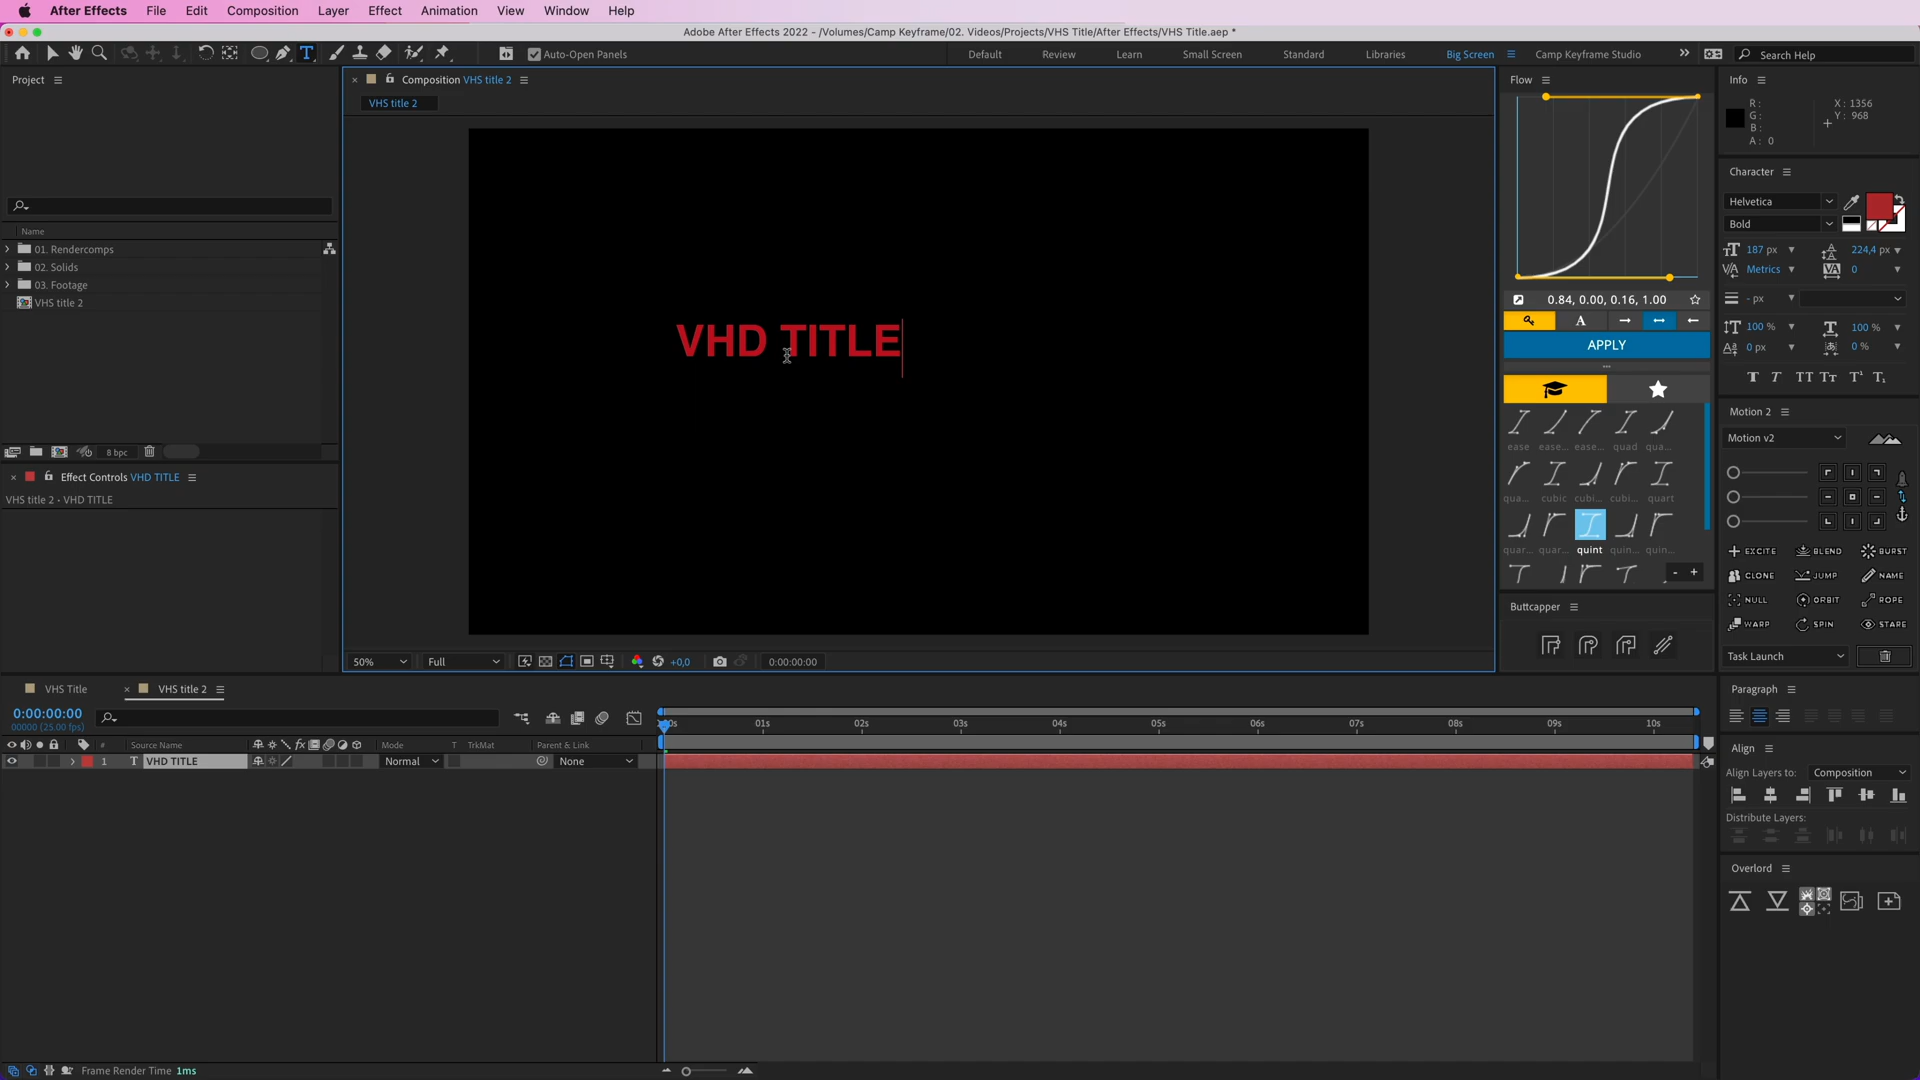 After Effects File Edit Composition Layer Effect Animation View Window Help
Adobe After Effects 2022 - /Volumes/Camp Keyframe/02. Videos/Projects/VHS Title/After Effects/VHS Title.aep *
Auto-Open Panels Default Review Learn Small Screen Standard Libraries Big Screen Camp Keyframe Studio Search Help
Project
Name
01. Rendercomps
02. Solids
03. Footage
VHS title 2
8 bpc
Effect Controls VHD TITLE
VHS title 2 • VHD TITLE
Composition VHS title 2
VHS title 2
VHD TITLE
50% Full +0,0 0:00:00:00
Flow
0.84, 0.00, 0.16, 1.00
A
APPLY
ease ease... ease... quad qua...
qua... cubic cubi... cubi... quart
quar... quar... quint quin... quin...
- +
Buttcapper
Info
R: X: 1356
G: Y: 968
B:
A: 0
Character
Helvetica
Bold
187 px 224,4 px
Metrics 0
- px
100 % 100 %
0 px 0 %
Motion 2
Motion v2
EXCITE BLEND BURST
CLONE JUMP NAME
NULL ORBIT ROPE
WARP SPIN STARE
Task Launch
Paragraph
Align
Align Layers to: Composition
Distribute Layers:
Overlord
VHS Title VHS title 2
0:00:00:00
00000 (25.00 fps)
# Source Name Mode T TrkMat Parent & Link
1 T VHD TITLE Normal None
01s 02s 03s 04s 05s 06s 07s 08s 09s 10s
Frame Render Time 1ms